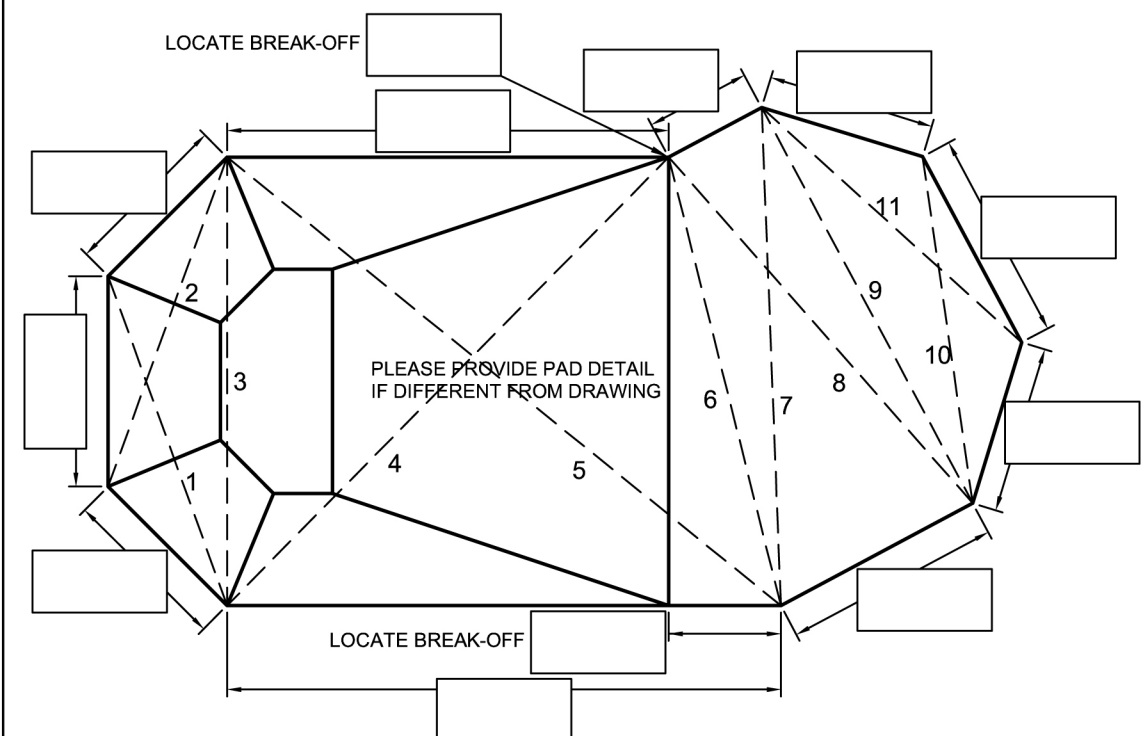 LOCATE BREAK-OFF
11
2
9
10
3
PLEASE PROVIDE PAD DETAIL
IF DIFFERENT FROM DRAWING
8
6
7
4
5
1
LOCATE BREAK-OFF